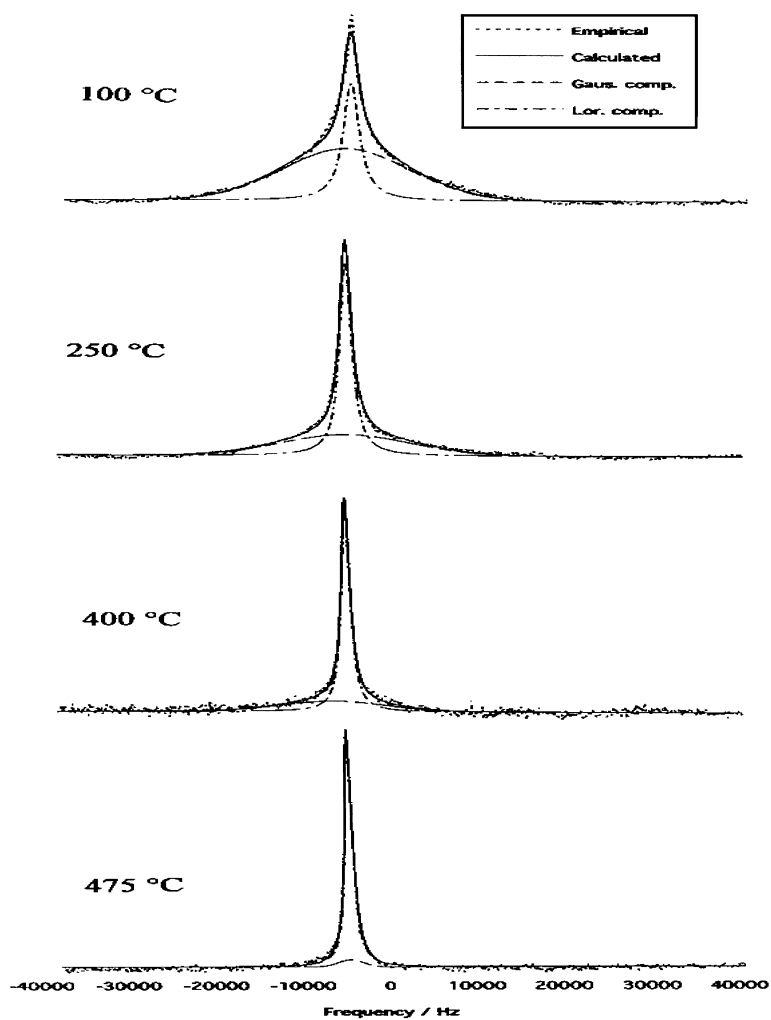 Empirical
Calculated
Gaus. comp.
Lor. comp.
100 °C
250 °C
400 °C
475 °C
-40000 -30000 -20000 -10000 0 10000 20000 30000 40000
Frequency / Hz